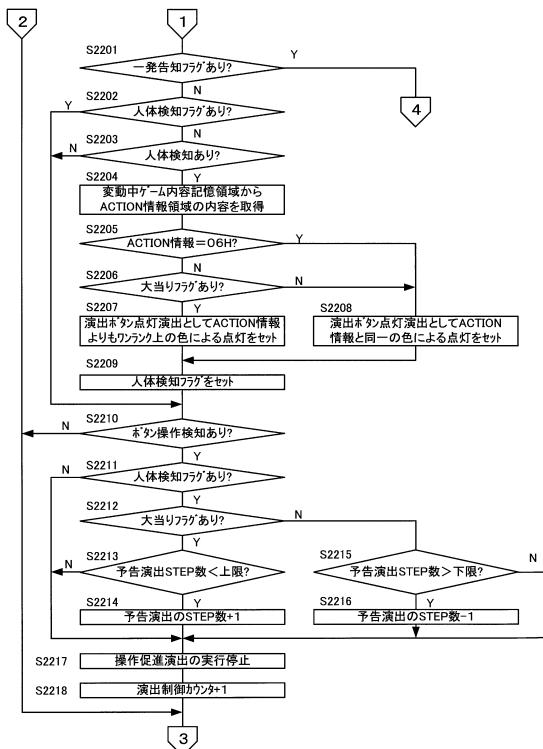 2
1
S2201
一発告知フラグあり?
Y
N
4
S2202
Y
人体検知フラグあり?
N
S2203
N
人体検知あり?
Y
S2204
変動中ゲーム内容記憶領域から
ACTION情報領域の内容を取得
S2205
ACTION情報=06H?
Y
N
S2206
大当りフラグあり?
N
Y
S2207
演出ボタン点灯演出としてACTION情報
よりもワンランク上の色による点灯をセット
S2208
演出ボタン点灯演出としてACTION
情報と同一の色による点灯をセット
S2209
人体検知フラグをセット
S2210
N
ボタン操作検知あり?
Y
S2211
N
人体検知フラグあり?
Y
S2212
大当りフラグあり?
N
Y
S2213
N
予告演出STEP数<上限?
Y
S2215
予告演出STEP数>下限?
N
Y
S2214
予告演出のSTEP数+1
S2216
予告演出のSTEP数-1
S2217
操作促進演出の実行停止
S2218
演出制御カウンタ+1
3